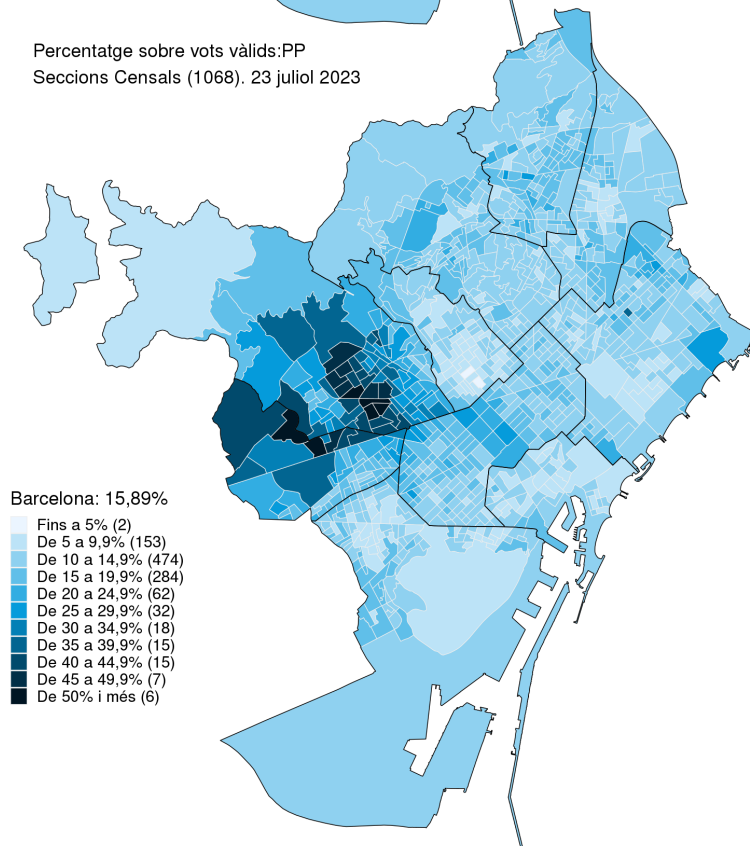 Percentatge sobre vots vàlids:PP
Seccions Censals (1068). 23 juliol 2023
Barcelona: 15,89%
Fins a 5% (2)
De 5 a 9,9% (153)
De 10 a 14,9% (474)
De 15 a 19,9% (284)
De 20 a 24,9% (62)
De 25 a 29,9% (32)
De 30 a 34,9% (18)
De 35 a 39,9% (15)
De 40 a 44,9% (15)
De 45 a 49,9% (7)
De 50% i més (6)